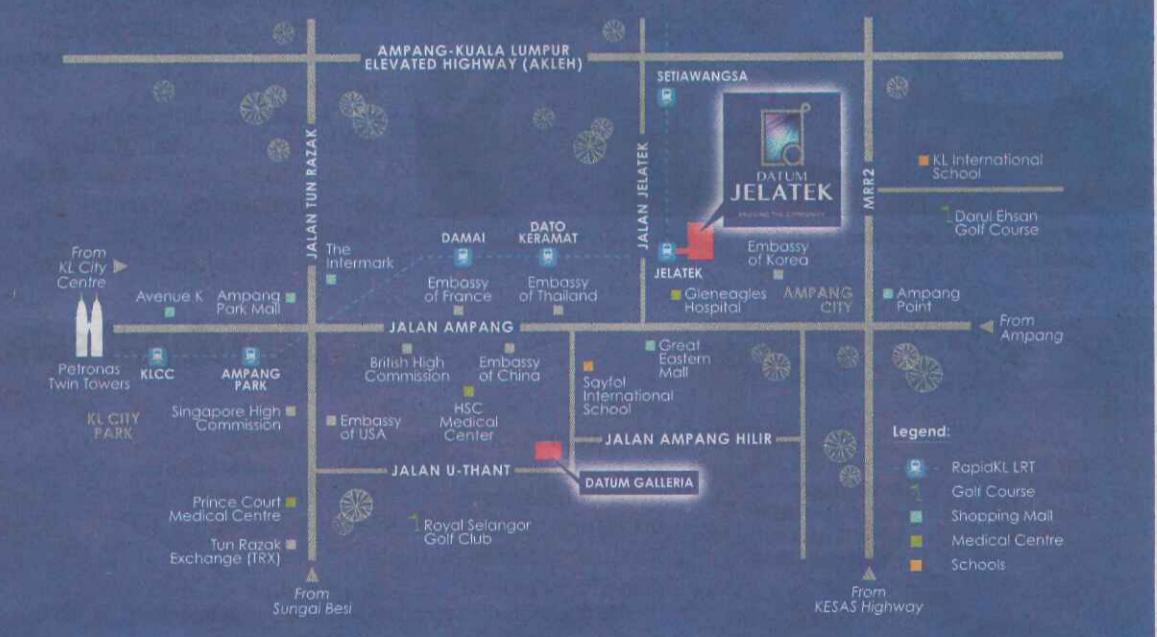 AMPANG-KUALA LUMPUR
ELEVATED HIGHWAY (AKLEH)
SETIAWANGSA
DATUM
JELATEK
JALAN TUN RAZAK
JALAN JELATEK
MRR2
KL International
School
Darul Ehsan
Golf Course
From
KL City
Centre
The
Intermark
DAMAI
DATO
KERAMAT
JELATEK
Embassy
of Korea
Avenue K
Ampang
Park Mall
Embassy
of France
Embassy
of Thailand
Gleneagles
Hospital
AMPANG
CITY
Ampang
Point
JALAN AMPANG
From
Ampang
Petronas
Twin Towers
KLCC
AMPANG
PARK
British High
Commission
Embassy
of China
Great
Eastern
Mall
Sayfol
International
School
KL CITY
PARK
Singapore High
Commission
Embassy
of USA
HSC
Medical
Center
JALAN AMPANG HILIR
JALAN U-THANT
DATUM GALLERIA
Prince Court
Medical Centre
Tun Razak
Exchange (TRX)
Royal Selangor
Golf Club
From
Sungai Besi
From
KESAS Highway
Legend:
RapidKL LRT
Golf Course
Shopping Mall
Medical Centre
Schools